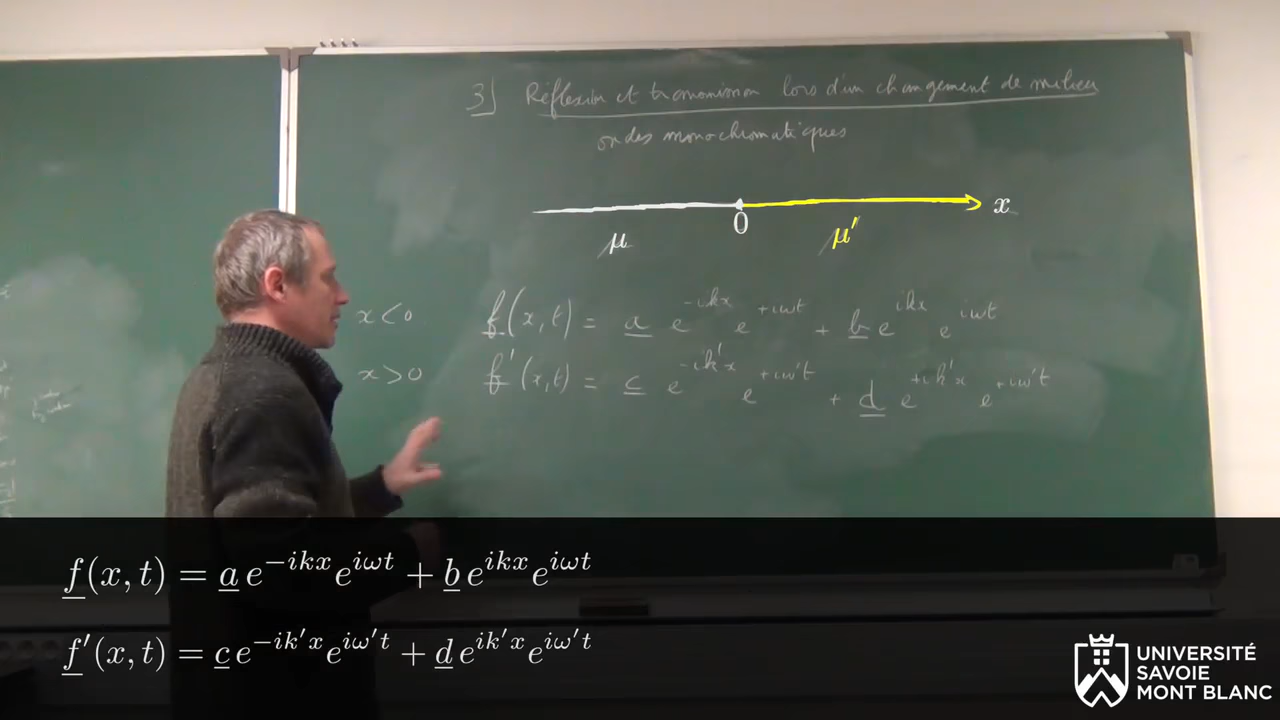 3] Réflexion et transmission lors d'un changement de milieu
ondes monochromatiques
x
0
μ μ'
x<0 f(x,t) = a e^{-ikx} e^{+iωt} + b e^{ikx} e^{iωt}
x>0 f'(x,t) = c e^{-ik'x} e^{+iω't} + d e^{+ik'x} e^{+iω't}
f(x,t) = a e^{-ikx} e^{iωt} + b e^{ikx} e^{iωt}
f'(x,t) = c e^{-ik'x} e^{iω't} + d e^{ik'x} e^{iω't}
UNIVERSITÉ
SAVOIE
MONT BLANC